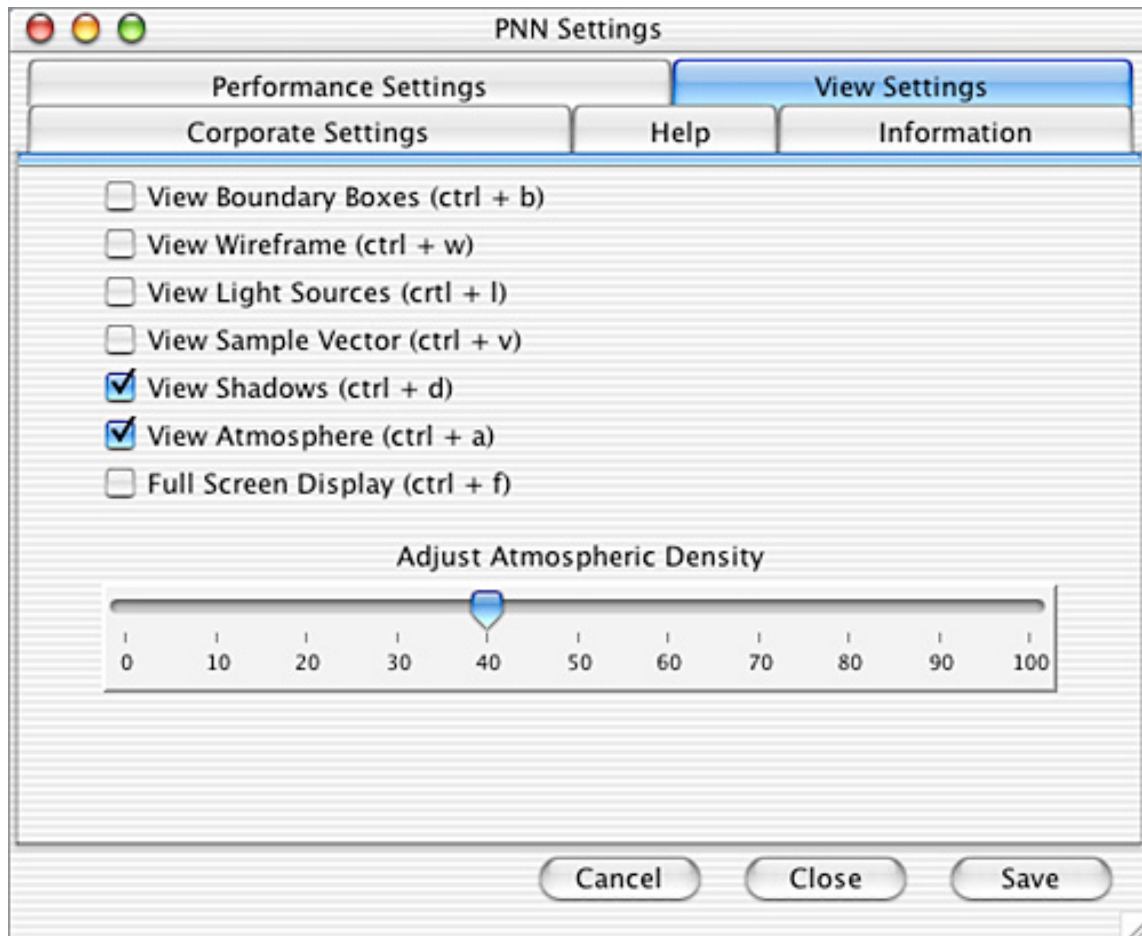 PNN Settings
Performance Settings
View Settings
Corporate Settings
Help
Information
View Boundary Boxes (ctrl + b)
View Wireframe (ctrl + w)
View Light Sources (crtl + l)
View Sample Vector (ctrl + v)
View Shadows (ctrl + d)
View Atmosphere (ctrl + a)
Full Screen Display (ctrl + f)
Adjust Atmospheric Density
0 10 20 30 40 50 60 70 80 90 100
Cancel
Close
Save